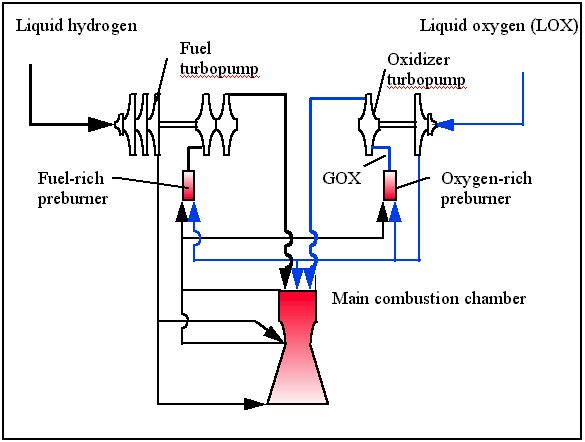 Liquid hydrogen
Liquid oxygen (LOX)
Fuel
turbopump
Oxidizer
turbopump
Fuel-rich
preburner
GOX
Oxygen-rich
preburner
Main combustion chamber